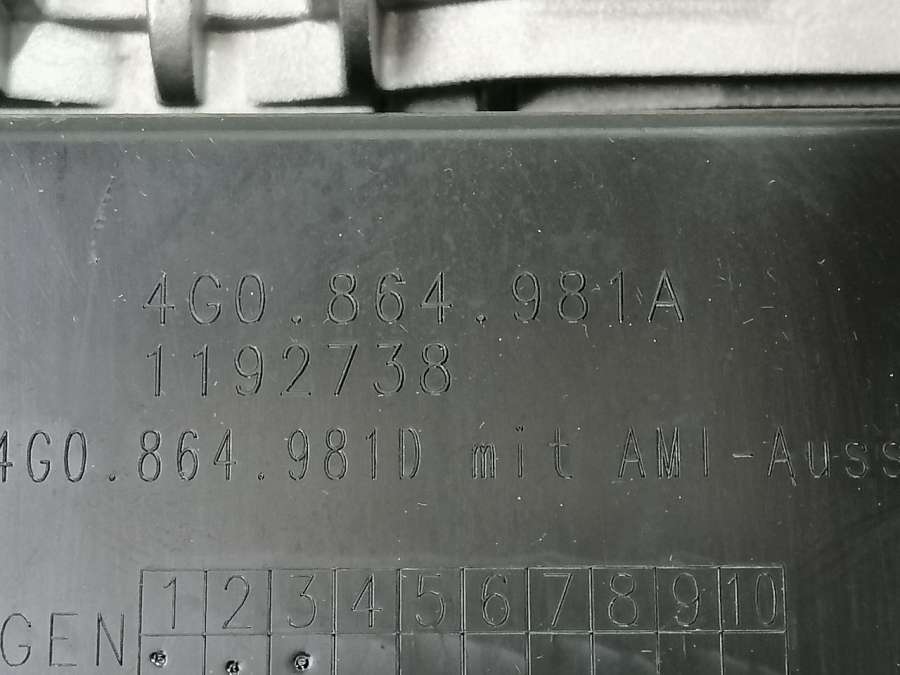 4G0.864.981A
1192738
4G0.864.981D mit AMI-Auss
1 2 3 4 5 6 7 8 9 10
GEN